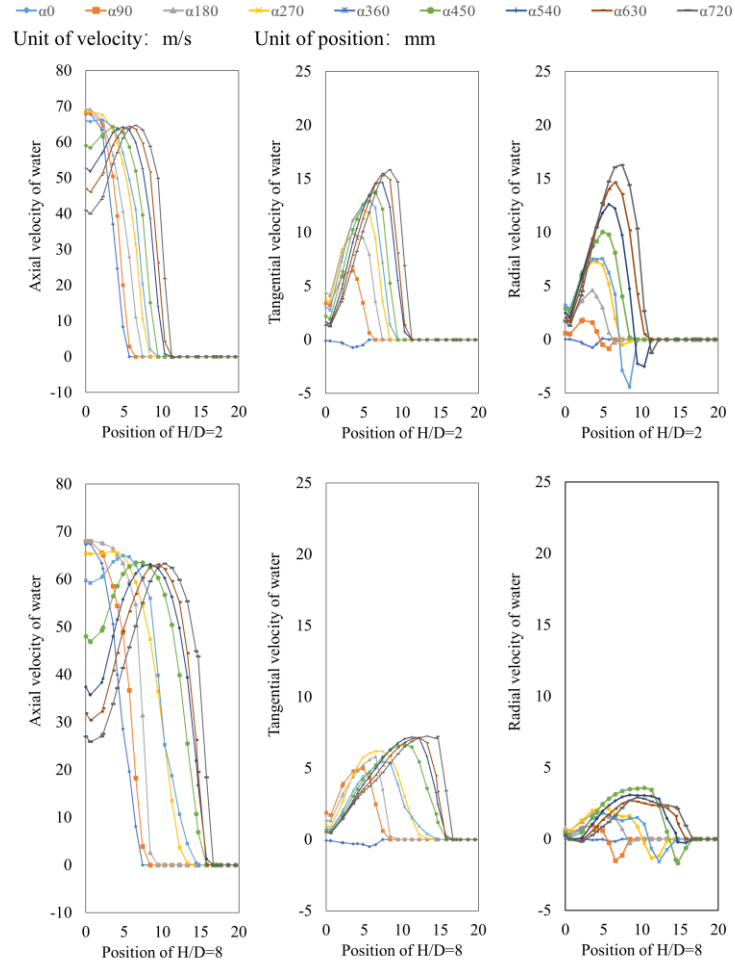 α0 α90 α180 α270 α360 α450 α540 α630 α720
Unit of velocity: m/s Unit of position: mm
Axial velocity of water
80
70
60
50
40
30
20
10
0
-10
0 5 10 15 20
Position of H/D=2
Tangential velocity of water
25
20
15
10
5
0
-5
0 5 10 15 20
Position of H/D=2
Radial velocity of water
25
20
15
10
5
0
-5
0 5 10 15 20
Position of H/D=2
Axial velocity of water
80
70
60
50
40
30
20
10
0
-10
0 5 10 15 20
Position of H/D=8
Tangential velocity of water
25
20
15
10
5
0
-5
0 5 10 15 20
Position of H/D=8
Radial velocity of water
25
20
15
10
5
0
-5
0 5 10 15 20
Position of H/D=8